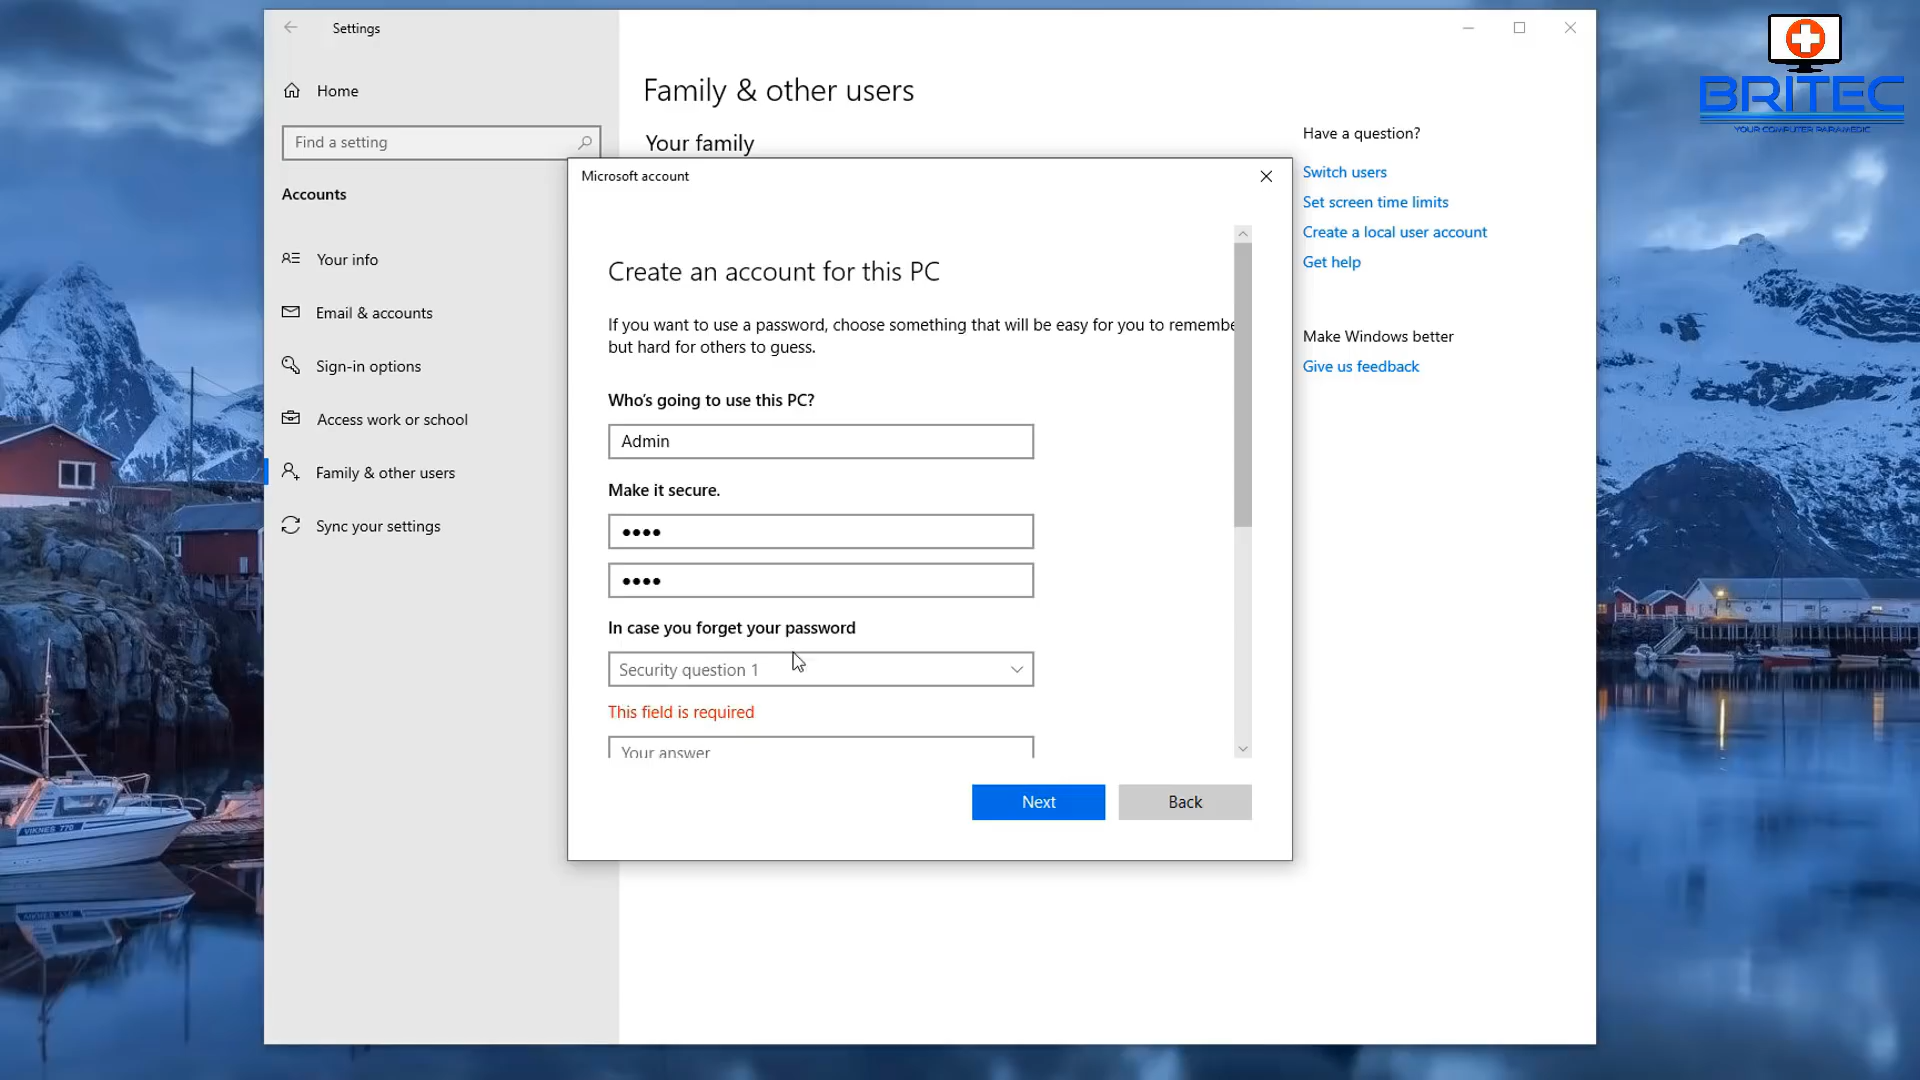 Settings
Home
Find a setting
Accounts
Your info
Email & accounts
Sign-in options
Access work or school
Family & other users
Sync your settings
Family & other users
Your family
Microsoft account
Create an account for this PC
If you want to use a password, choose something that will be easy for you to remembe
but hard for others to guess.
Who's going to use this PC?
Admin
Make it secure.
••••
••••
In case you forget your password
Security question 1
This field is required
Your answer
Next
Back
Have a question?
Switch users
Set screen time limits
Create a local user account
Get help
Make Windows better
Give us feedback
BRITEC
YOUR COMPUTER PARAMEDIC
VIKNES 770